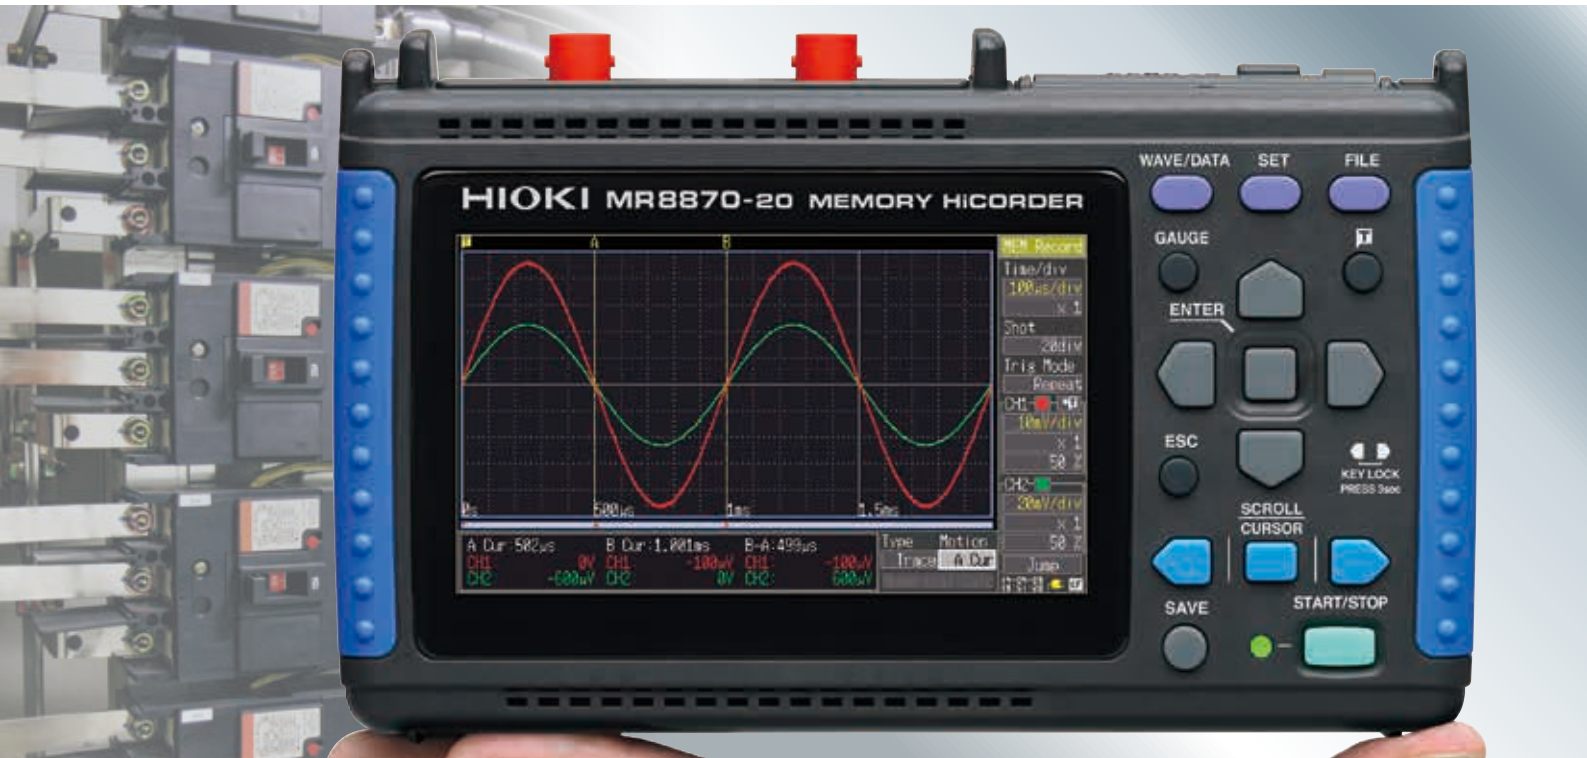 WAVE/DATA SET FILE
HIOKI MR8870-20 MEMORY HiCORDER
GAUGE
T
ENTER
ESC
KEY LOCK
PRESS 3sec
SCROLL
CURSOR
SAVE
START/STOP
A B
MEM Record
Time/div
100µs/div
x 1
Shot
20div
Trig Mode
Repeat
CH1
10mV/div
x 1
50 %
CH2
20mV/div
x 1
50 %
Jump
0s 500µs 1ms 1.5ms
A Cur:502µs B Cur:1.001ms B-A:499µs
CH1: 0V CH1: -100µV CH1: -100µV
CH2: -600µV CH2: 0V CH2: 600µV
Type Motion
Trace A Cur